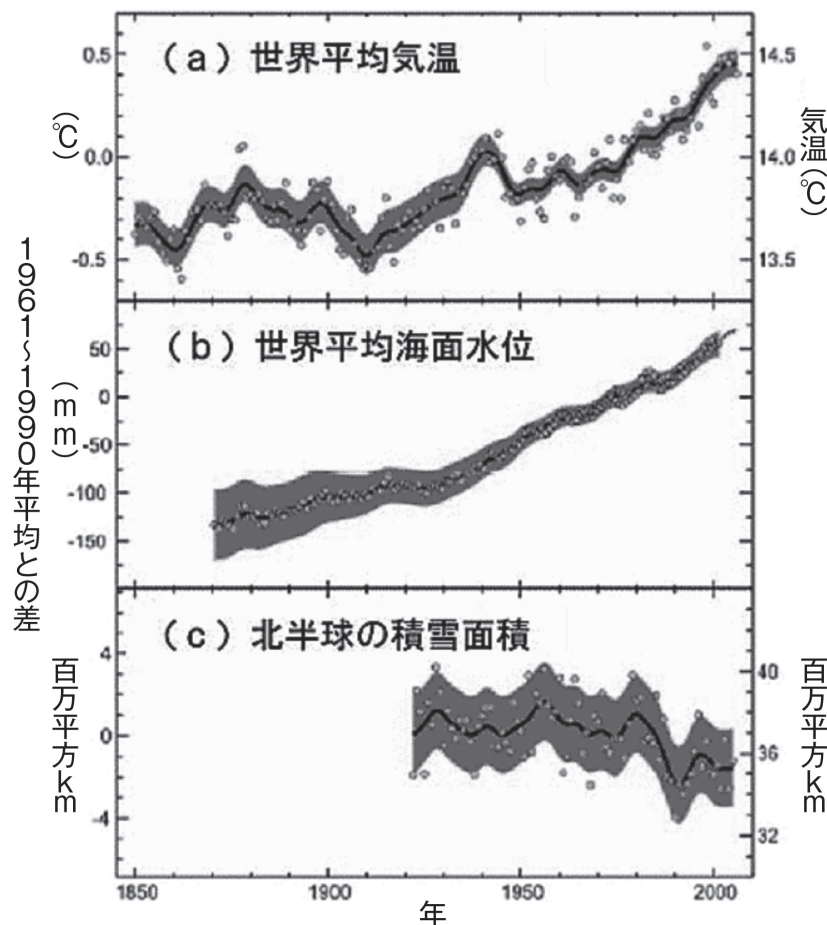 (a)世界平均気温
0.5
0.0
-0.5
(℃)
14.5
14.0
13.5
気温(℃)
1961~1990年平均との差
(b)世界平均海面水位
50
0
-50
-100
-150
(mm)
(c)北半球の積雪面積
4
0
-4
百万平方km
40
36
32
百万平方km
1850
1900
1950
2000
年